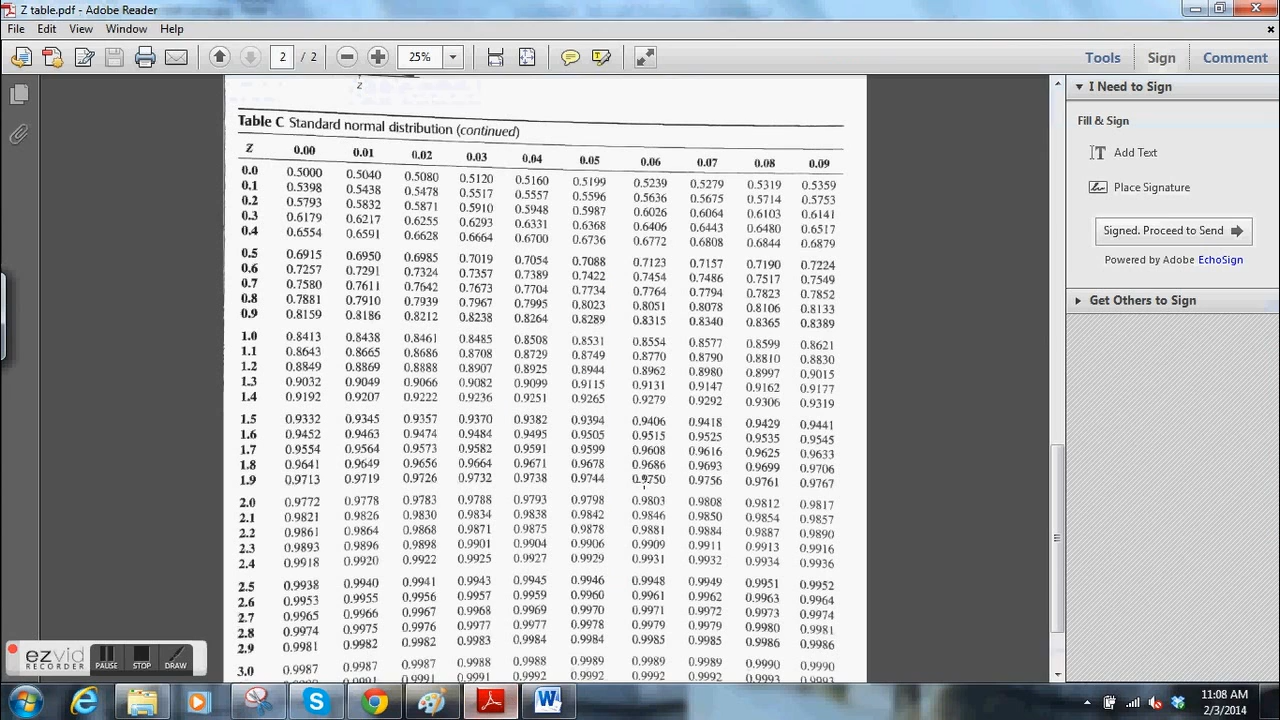 Z table.pdf - Adobe Reader
File Edit View Window Help
2 / 2 25% Tools Sign Comment
z
Table C Standard normal distribution (continued)
Z 0.00 0.01 0.02 0.03 0.04 0.05 0.06 0.07 0.08 0.09
0.0 0.5000 0.5040 0.5080 0.5120 0.5160 0.5199 0.5239 0.5279 0.5319 0.5359
0.1 0.5398 0.5438 0.5478 0.5517 0.5557 0.5596 0.5636 0.5675 0.5714 0.5753
0.2 0.5793 0.5832 0.5871 0.5910 0.5948 0.5987 0.6026 0.6064 0.6103 0.6141
0.3 0.6179 0.6217 0.6255 0.6293 0.6331 0.6368 0.6406 0.6443 0.6480 0.6517
0.4 0.6554 0.6591 0.6628 0.6664 0.6700 0.6736 0.6772 0.6808 0.6844 0.6879
0.5 0.6915 0.6950 0.6985 0.7019 0.7054 0.7088 0.7123 0.7157 0.7190 0.7224
0.6 0.7257 0.7291 0.7324 0.7357 0.7389 0.7422 0.7454 0.7486 0.7517 0.7549
0.7 0.7580 0.7611 0.7642 0.7673 0.7704 0.7734 0.7764 0.7794 0.7823 0.7852
0.8 0.7881 0.7910 0.7939 0.7967 0.7995 0.8023 0.8051 0.8078 0.8106 0.8133
0.9 0.8159 0.8186 0.8212 0.8238 0.8264 0.8289 0.8315 0.8340 0.8365 0.8389
1.0 0.8413 0.8438 0.8461 0.8485 0.8508 0.8531 0.8554 0.8577 0.8599 0.8621
1.1 0.8643 0.8665 0.8686 0.8708 0.8729 0.8749 0.8770 0.8790 0.8810 0.8830
1.2 0.8849 0.8869 0.8888 0.8907 0.8925 0.8944 0.8962 0.8980 0.8997 0.9015
1.3 0.9032 0.9049 0.9066 0.9082 0.9099 0.9115 0.9131 0.9147 0.9162 0.9177
1.4 0.9192 0.9207 0.9222 0.9236 0.9251 0.9265 0.9279 0.9292 0.9306 0.9319
1.5 0.9332 0.9345 0.9357 0.9370 0.9382 0.9394 0.9406 0.9418 0.9429 0.9441
1.6 0.9452 0.9463 0.9474 0.9484 0.9495 0.9505 0.9515 0.9525 0.9535 0.9545
1.7 0.9554 0.9564 0.9573 0.9582 0.9591 0.9599 0.9608 0.9616 0.9625 0.9633
1.8 0.9641 0.9649 0.9656 0.9664 0.9671 0.9678 0.9686 0.9693 0.9699 0.9706
1.9 0.9713 0.9719 0.9726 0.9732 0.9738 0.9744 0.9750 0.9756 0.9761 0.9767
2.0 0.9772 0.9778 0.9783 0.9788 0.9793 0.9798 0.9803 0.9808 0.9812 0.9817
2.1 0.9821 0.9826 0.9830 0.9834 0.9838 0.9842 0.9846 0.9850 0.9854 0.9857
2.2 0.9861 0.9864 0.9868 0.9871 0.9875 0.9878 0.9881 0.9884 0.9887 0.9890
2.3 0.9893 0.9896 0.9898 0.9901 0.9904 0.9906 0.9909 0.9911 0.9913 0.9916
2.4 0.9918 0.9920 0.9922 0.9925 0.9927 0.9929 0.9931 0.9932 0.9934 0.9936
2.5 0.9938 0.9940 0.9941 0.9943 0.9945 0.9946 0.9948 0.9949 0.9951 0.9952
2.6 0.9953 0.9955 0.9956 0.9957 0.9959 0.9960 0.9961 0.9962 0.9963 0.9964
2.7 0.9965 0.9966 0.9967 0.9968 0.9969 0.9970 0.9971 0.9972 0.9973 0.9974
2.8 0.9974 0.9975 0.9976 0.9977 0.9977 0.9978 0.9979 0.9979 0.9980 0.9981
2.9 0.9981 0.9982 0.9982 0.9983 0.9984 0.9984 0.9985 0.9985 0.9986 0.9986
3.0 0.9987 0.9987 0.9987 0.9988 0.9988 0.9989 0.9989 0.9989 0.9990 0.9990
0.9991 0.9991 0.9991 0.9992 0.9992 0.9992 0.9992 0.9993 0.9993
I Need to Sign
Fill & Sign
Add Text
Place Signature
Signed. Proceed to Send
Powered by Adobe EchoSign
Get Others to Sign
ezvid
RECORDER
PAUSE STOP DRAW
11:08 AM
2/3/2014